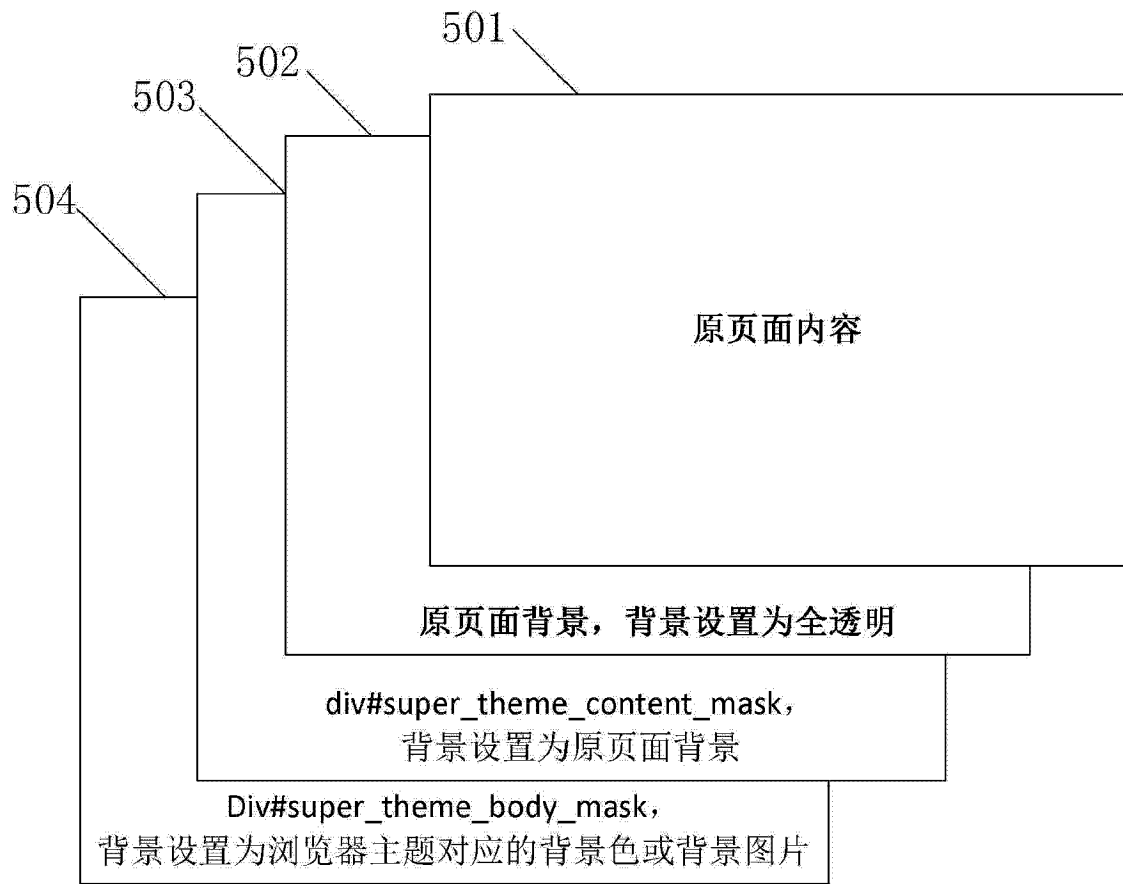 501
502
503
504
原页面内容
原页面背景，背景设置为全透明
div#super_theme_content_mask，
背景设置为原页面背景
Div#super_theme_body_mask，
背景设置为浏览器主题对应的背景色或背景图片